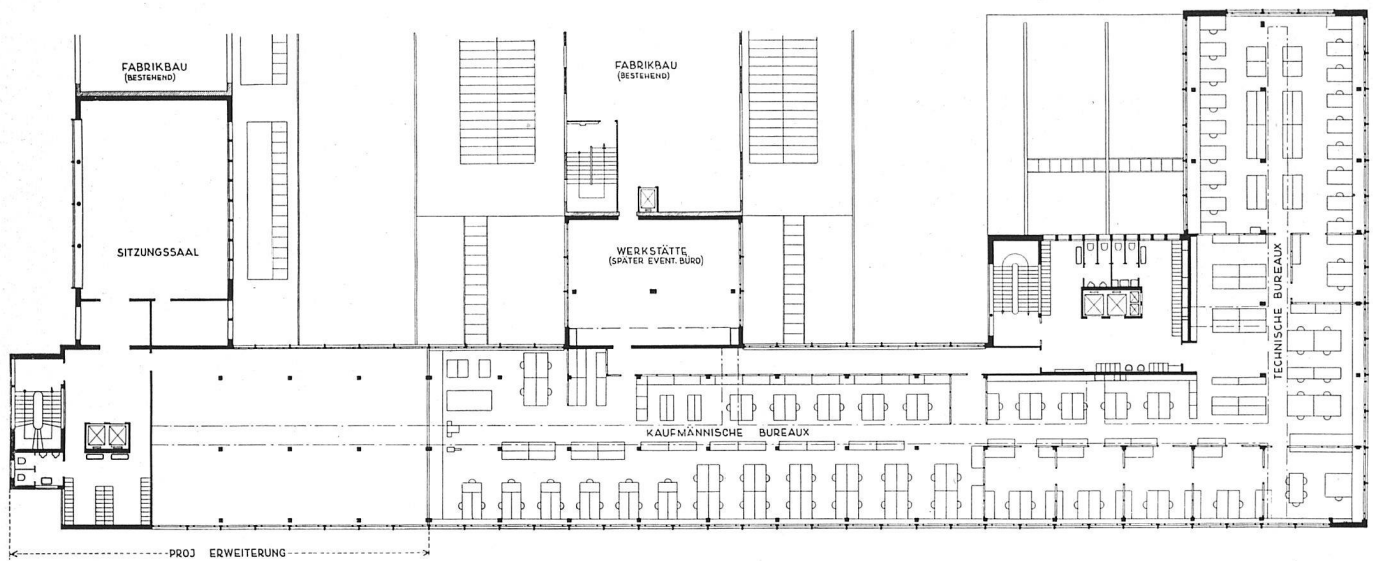 FABRIKBAU
(BESTEHEND)
FABRIKBAU
(BESTEHEND)
SITZUNGSSAAL
WERKSTÄTTE
(SPÄTER EVENT. BÜRO)
TECHNISCHE BUREAUX
KAUFMÄNNISCHE BUREAUX
PROJ ERWEITERUNG